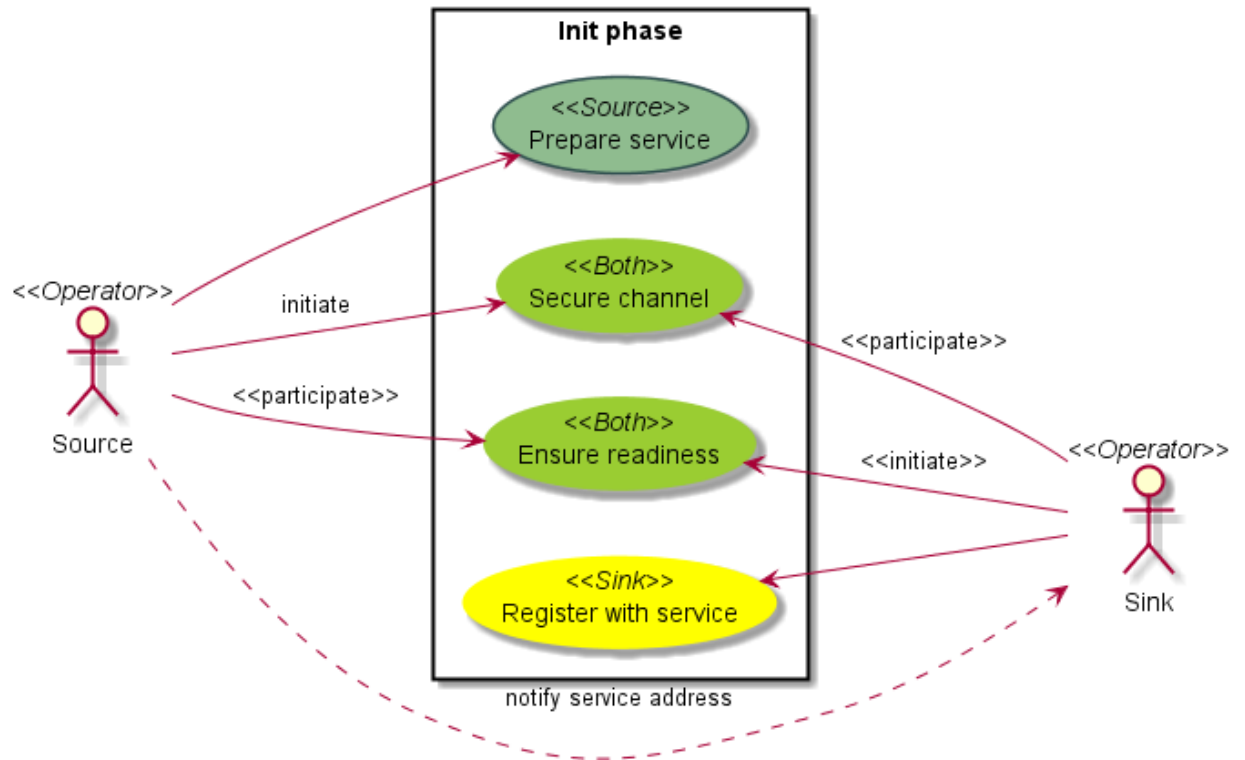 Init phase
<<Source>>
Prepare service
<<Operator>>
Source
initiate
<<Both>>
Secure channel
<<participate>>
<<participate>>
<<Both>>
Ensure readiness
<<initiate>>
<<Operator>>
Sink
<<Sink>>
Register with service
notify service address